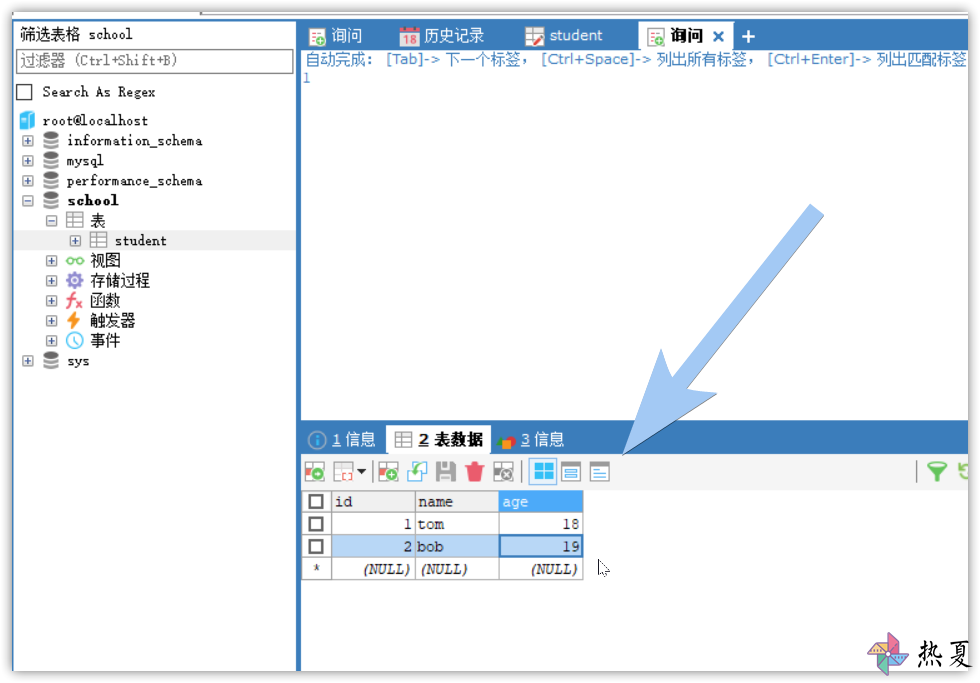 筛选表格 school
过滤器 (Ctrl+Shift+B)
Search As Regex
root@localhost
information_schema
mysql
performance_schema
school
表
student
视图
存储过程
函数
触发器
事件
sys
询问 18 历史记录 student 询问
自动完成: [Tab]-> 下一个标签, [Ctrl+Space]-> 列出所有标签, [Ctrl+Enter]-> 列出匹配标签
1
1 信息 2 表数据 3 信息
id name age
1 tom 18
2 bob 19
* (NULL) (NULL) (NULL)
热夏